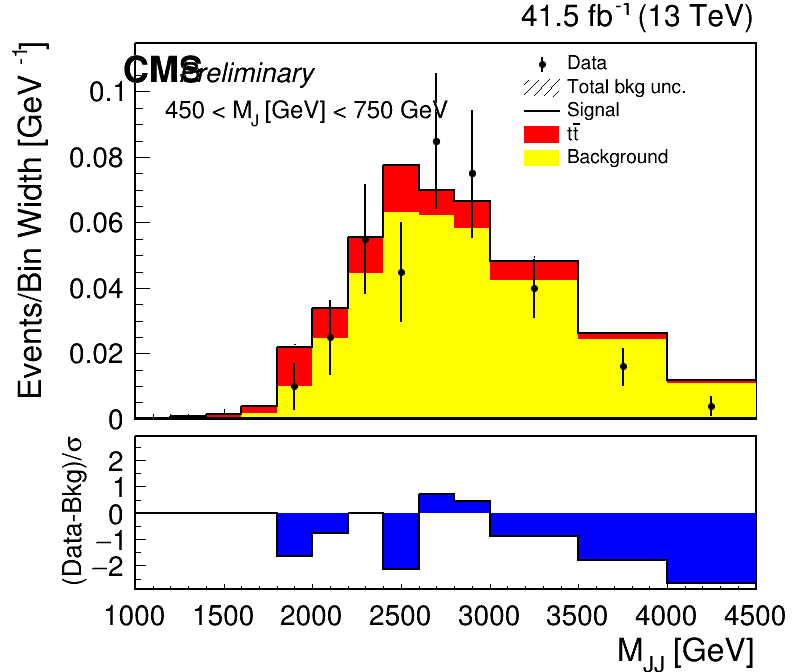 41.5 fb⁻¹ (13 TeV)
CMS Preliminary
450 < M_J [GeV] < 750 GeV
Data
Total bkg unc.
Signal
tt̄
Background
Events/Bin Width [GeV⁻¹]
0.1
0.08
0.06
0.04
0.02
0
(Data-Bkg)/σ
2
1
0
−1
−2
1000 1500 2000 2500 3000 3500 4000 4500
M_JJ [GeV]